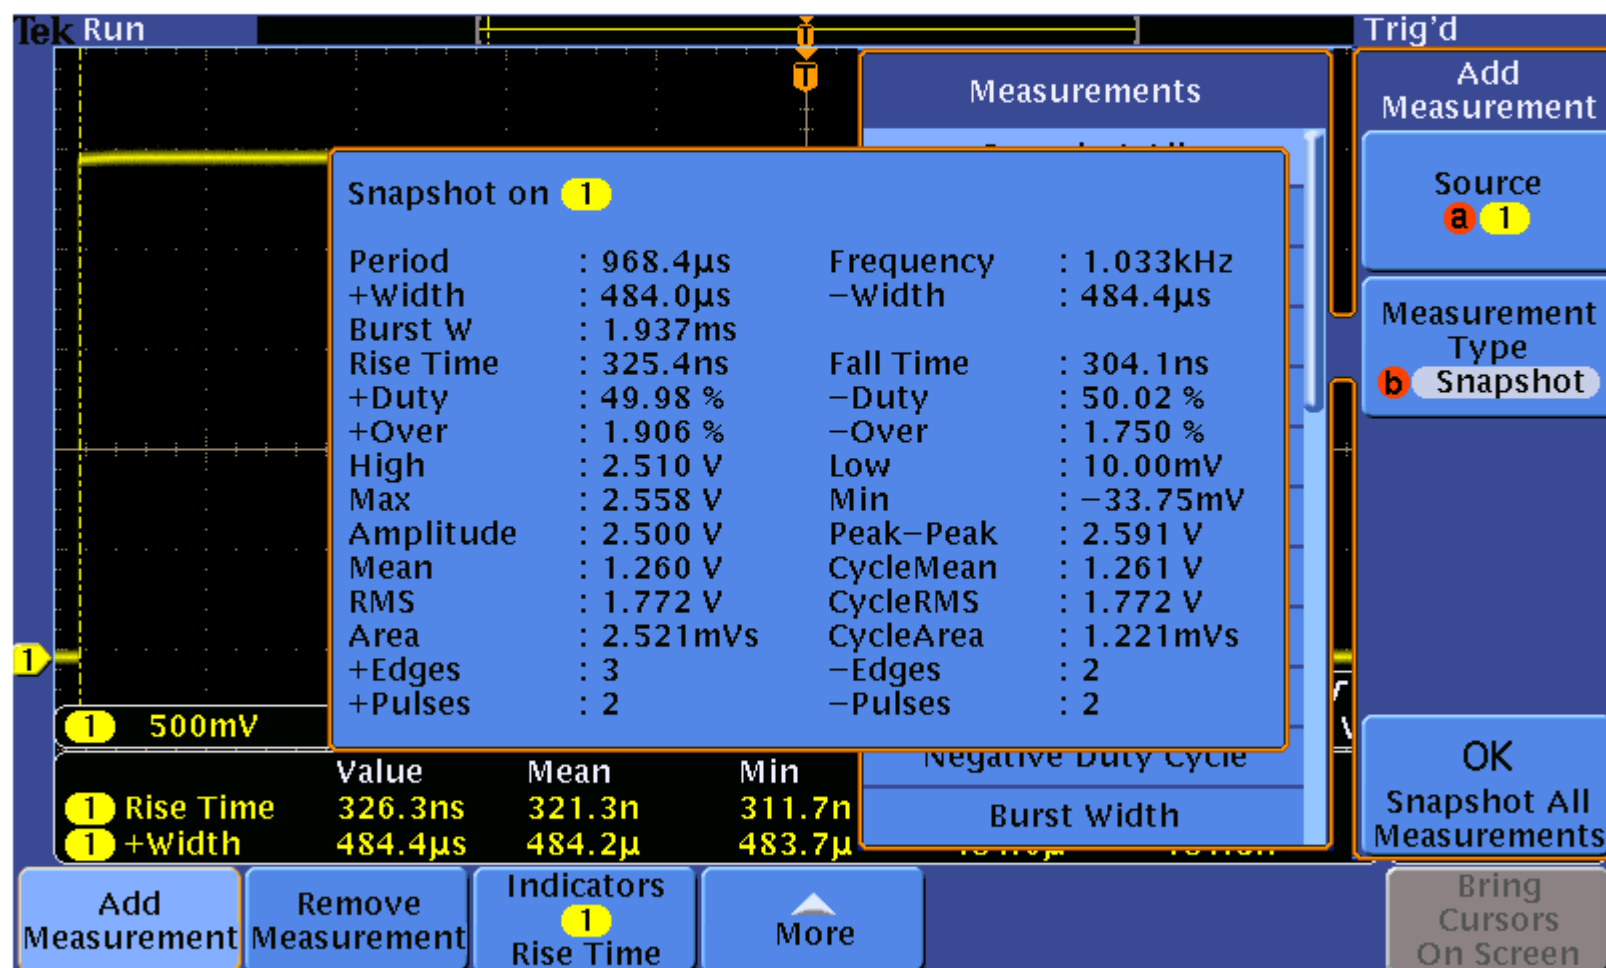 Tek Run Trig'd
T
T
Measurements
Add
Measurement
Source
a 1
Measurement
Type
b Snapshot
Snapshot on 1
Period : 968.4µs Frequency : 1.033kHz
+Width : 484.0µs −Width : 484.4µs
Burst W : 1.937ms
Rise Time : 325.4ns Fall Time : 304.1ns
+Duty : 49.98 % −Duty : 50.02 %
+Over : 1.906 % −Over : 1.750 %
High : 2.510 V Low : 10.00mV
Max : 2.558 V Min : −33.75mV
Amplitude : 2.500 V Peak−Peak : 2.591 V
Mean : 1.260 V CycleMean : 1.261 V
RMS : 1.772 V CycleRMS : 1.772 V
Area : 2.521mVs CycleArea : 1.221mVs
+Edges : 3 −Edges : 2
+Pulses : 2 −Pulses : 2
1
1 500mV
Negative Duty Cycle
Burst Width
Value Mean Min
1 Rise Time 326.3ns 321.3n 311.7n
1 +Width 484.4µs 484.2µ 483.7µ
OK
Snapshot All
Measurements
Add
Measurement
Remove
Measurement
Indicators
1
Rise Time
More
Bring
Cursors
On Screen